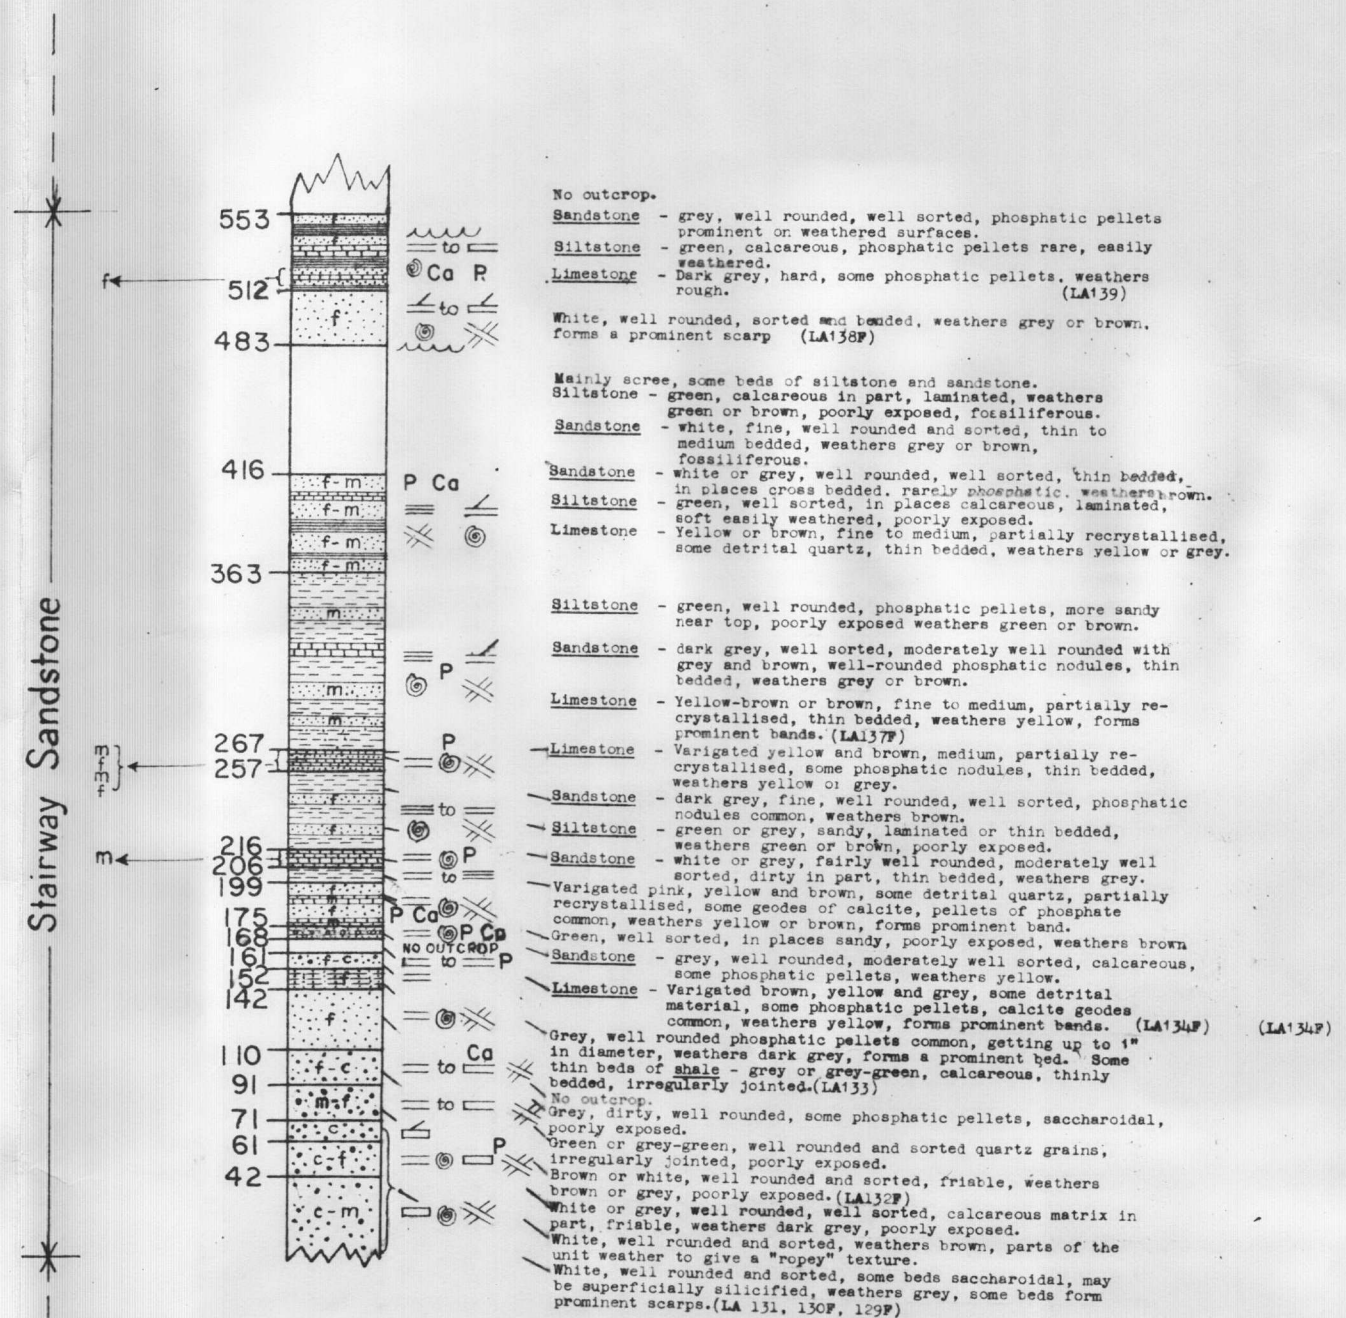 Stairway Sandstone
553
512
483
416
363
267
257
216
206
199
175
168
161
152
142
110
91
71
61
42
f
m
f
m
f
m
f
f
f
f-m
f-m
f-m
f-m
m
m
m
f
f
f
m
f
m
f-c
f
f
f-c
m-f
c
c-f
c-m
to
Ca P
to
P Ca
P
P
to
P
to
P Ca
P Ca
NO OUTCROP
to P
Ca
to
to
P
No outcrop.
Sandstone - grey, well rounded, well sorted, phosphatic pellets
prominent on weathered surfaces.
Siltstone - green, calcareous, phosphatic pellets rare, easily
weathered.
Limestone - Dark grey, hard, some phosphatic pellets, weathers
rough. (LA139)
White, well rounded, sorted and bedded, weathers grey or brown,
forms a prominent scarp (LA138F)
Mainly scree, some beds of siltstone and sandstone.
Siltstone - green, calcareous in part, laminated, weathers
green or brown, poorly exposed, fossiliferous.
Sandstone - white, fine, well rounded and sorted, thin to
medium bedded, weathers grey or brown,
fossiliferous.
Sandstone - white or grey, well rounded, well sorted, thin bedded,
in places cross bedded. rarely phosphatic. weathers brown.
Siltstone - green, well sorted, in places calcareous, laminated,
soft easily weathered, poorly exposed.
Limestone - Yellow or brown, fine to medium, partially recrystallised,
some detrital quartz, thin bedded, weathers yellow or grey.
Siltstone - green, well rounded, phosphatic pellets, more sandy
near top, poorly exposed weathers green or brown.
Sandstone - dark grey, well sorted, moderately well rounded with
grey and brown, well-rounded phosphatic nodules, thin
bedded, weathers grey or brown.
Limestone - Yellow-brown or brown, fine to medium, partially re-
crystallised, thin bedded, weathers yellow, forms
prominent bands. (LA137F)
Limestone - Varigated yellow and brown, medium, partially re-
crystallised, some phosphatic nodules, thin bedded,
weathers yellow or grey.
Sandstone - dark grey, fine, well rounded, well sorted, phosphatic
nodules common, weathers brown.
Siltstone - green or grey, sandy, laminated or thin bedded,
weathers green or brown, poorly exposed.
Sandstone - white or grey, fairly well rounded, moderately well
sorted, dirty in part, thin bedded, weathers grey.
Varigated pink, yellow and brown, some detrital quartz, partially
recrystallised, some geodes of calcite, pellets of phosphate
common, weathers yellow or brown, forms prominent band.
Green, well sorted, in places sandy, poorly exposed, weathers brown
Sandstone - grey, well rounded, moderately well sorted, calcareous,
some phosphatic pellets, weathers yellow.
Limestone - Varigated brown, yellow and grey, some detrital
material, some phosphatic pellets, calcite geodes
common, weathers yellow, forms prominent bands. (LA134F) (LA134F)
Grey, well rounded phosphatic pellets common, getting up to 1"
in diameter, weathers dark grey, forms a prominent bed. Some
thin beds of shale - grey or grey-green, calcareous, thinly
bedded, irregularly jointed.(LA133)
No outcrop.
Grey, dirty, well rounded, some phosphatic pellets, saccharoidal,
poorly exposed.
Green or grey-green, well rounded and sorted quartz grains,
irregularly jointed, poorly exposed.
Brown or white, well rounded and sorted, friable, weathers
brown or grey, poorly exposed.(LA132F)
White or grey, well rounded, well sorted, calcareous matrix in
part, friable, weathers dark grey, poorly exposed.
White, well rounded and sorted, weathers brown, parts of the
unit weather to give a "ropey" texture.
White, well rounded and sorted, some beds saccharoidal, may
be superficially silicified, weathers grey, some beds form
prominent scarps.(LA 131, 130F, 129F)